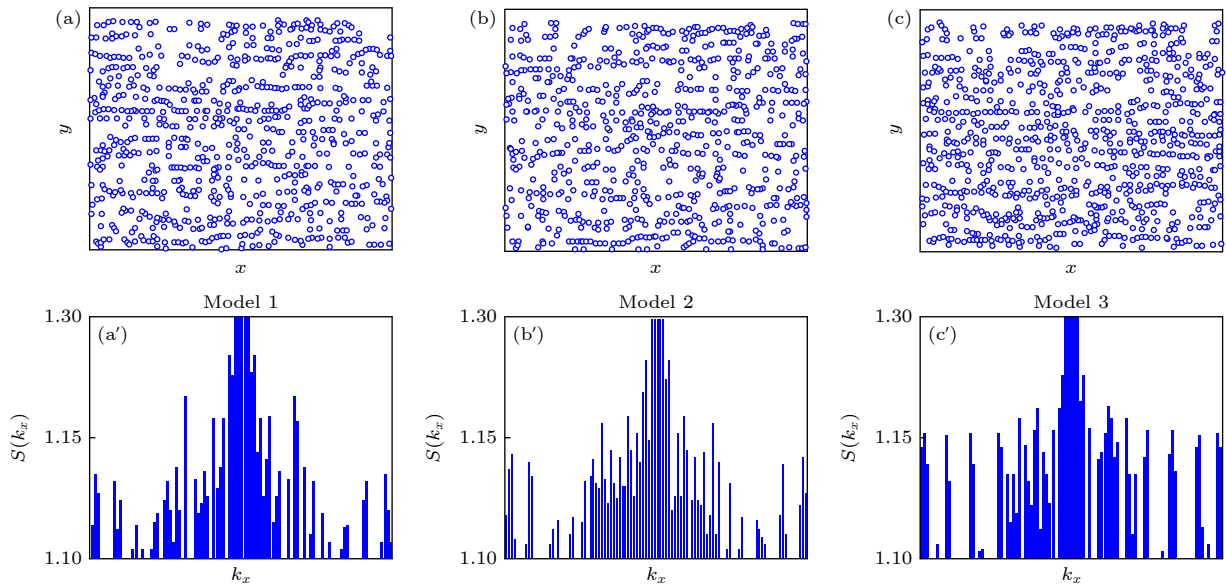 (a)
(b)
(c)
y
y
y
x
x
x
Model 1
Model 2
Model 3
1.30
1.30
1.30
(a′)
(b′)
(c′)
S(kₓ)
S(kₓ)
S(kₓ)
1.15
1.15
1.15
1.10
1.10
1.10
kₓ
kₓ
kₓ